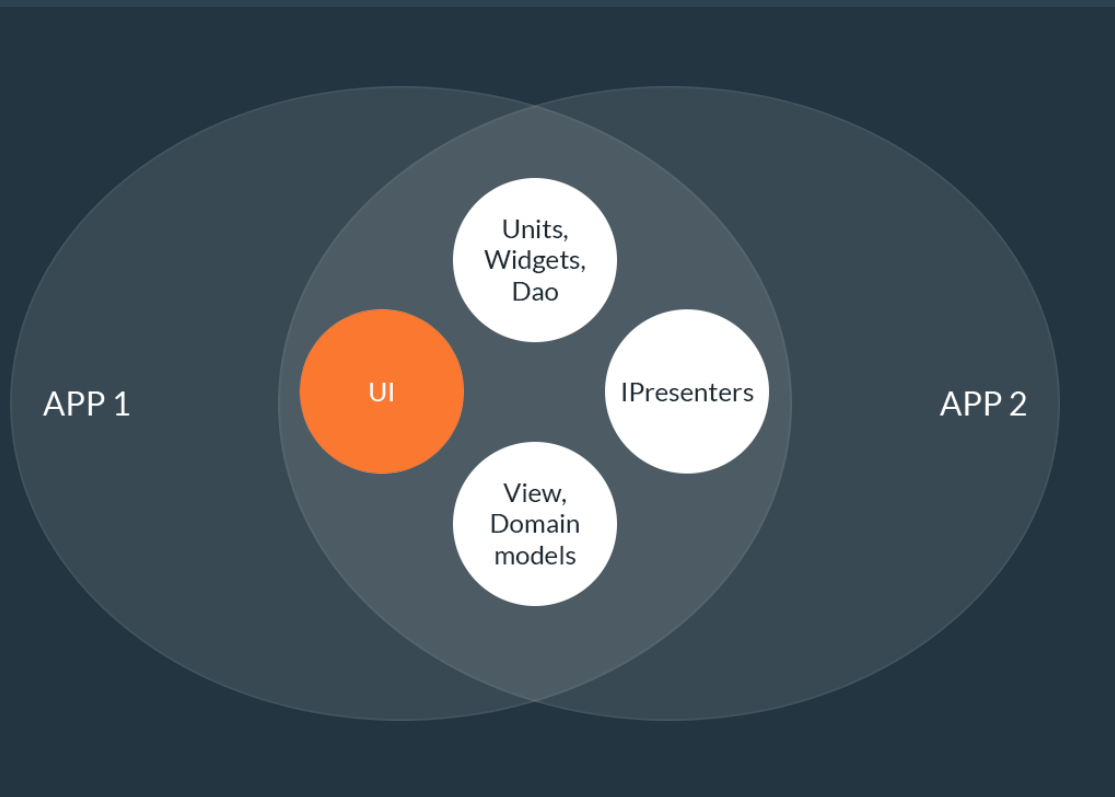 Units,
Widgets,
Dao
UI
IPresenters
APP 1
APP 2
View,
Domain
models